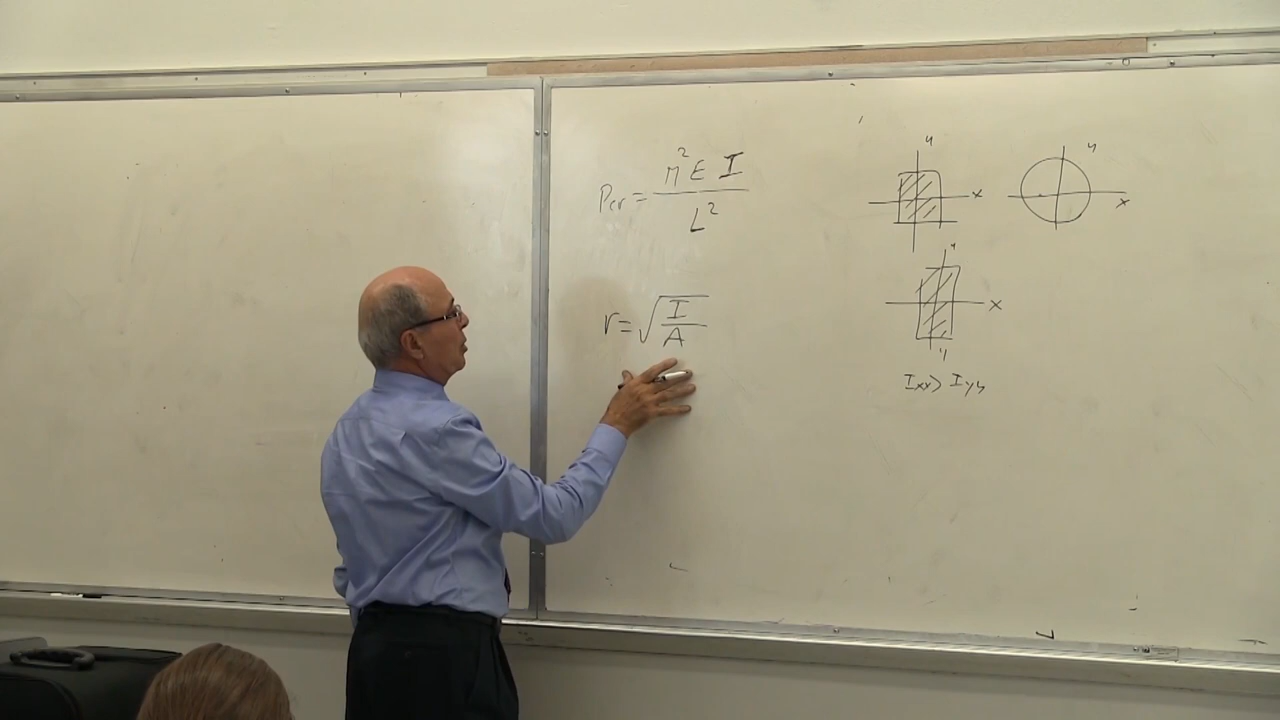 Pcr = π²EI / L²
r = √(I/A)
y
x
y
x
y
x
y
Ixx > Iyy